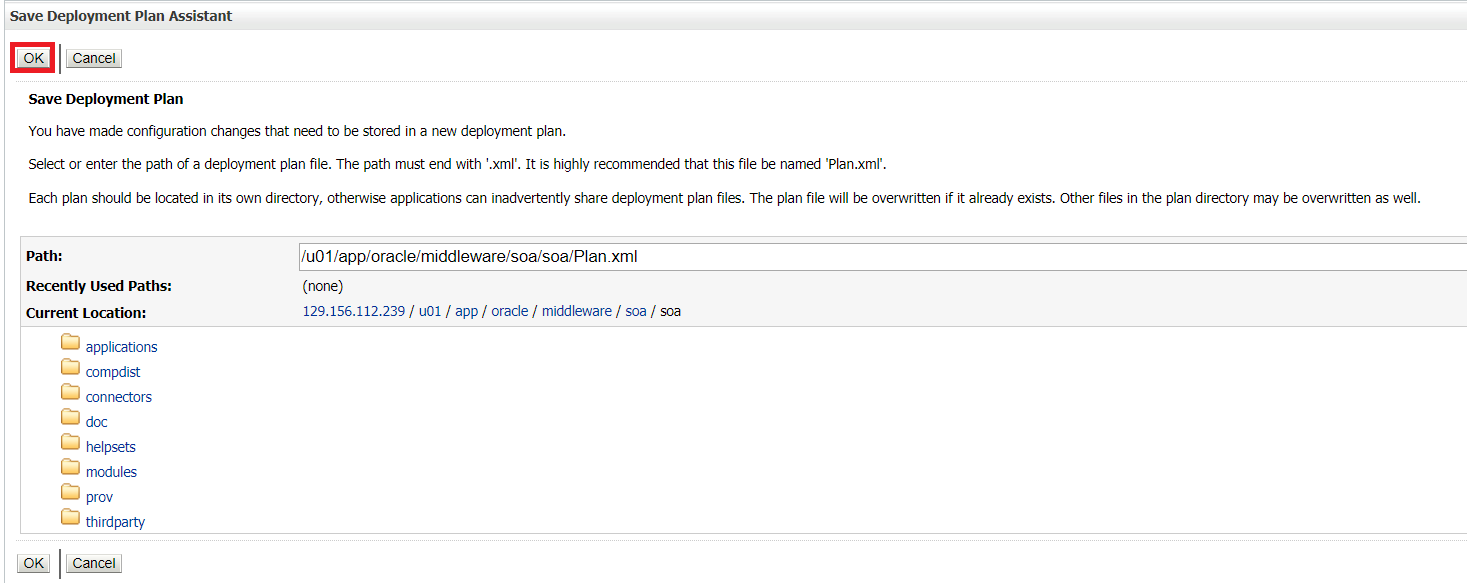 Save Deployment Plan Assistant
OK Cancel
Save Deployment Plan
You have made configuration changes that need to be stored in a new deployment plan.
Select or enter the path of a deployment plan file. The path must end with '.xml'. It is highly recommended that this file be named 'Plan.xml'.
Each plan should be located in its own directory, otherwise applications can inadvertently share deployment plan files. The plan file will be overwritten if it already exists. Other files in the plan directory may be overwritten as well.
Path: /u01/app/oracle/middleware/soa/soa/Plan.xml
Recently Used Paths: (none)
Current Location: 129.156.112.239 / u01 / app / oracle / middleware / soa / soa
applications
compdist
connectors
doc
helpsets
modules
prov
thirdparty
OK Cancel